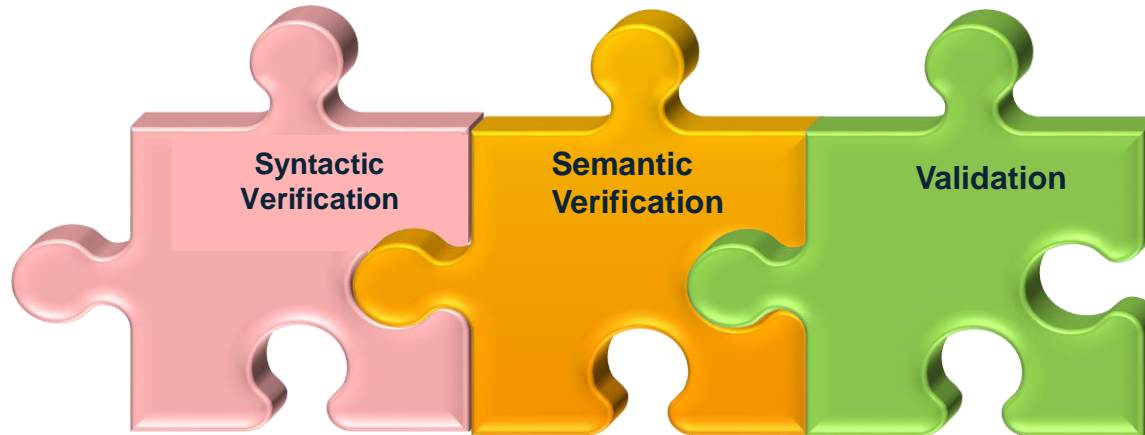 Syntactic
Verification
Semantic
Verification
Validation